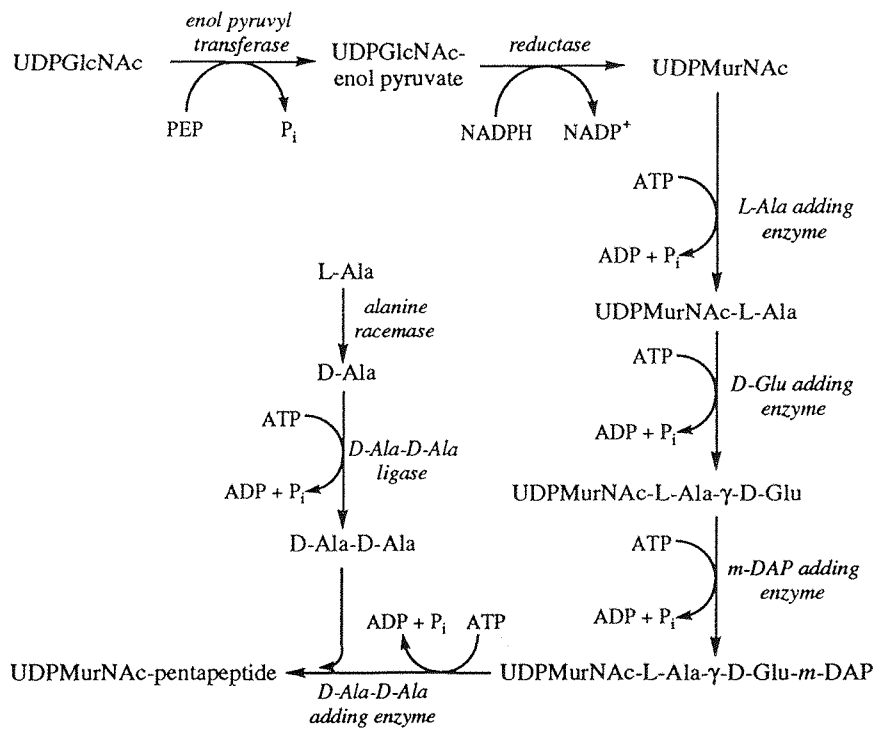 enol pyruvyl
transferase
UDPGlcNAc
UDPGlcNAc-
enol pyruvate
reductase
UDPMurNAc
PEP
Pi
NADPH
NADP+
ATP
L-Ala adding
enzyme
ADP + Pi
L-Ala
alanine
racemase
UDPMurNAc-L-Ala
D-Ala
ATP
D-Glu adding
enzyme
ADP + Pi
ATP
D-Ala-D-Ala
ligase
ADP + Pi
UDPMurNAc-L-Ala-γ-D-Glu
D-Ala-D-Ala
ATP
m-DAP adding
enzyme
ADP + Pi
ADP + Pi
ATP
UDPMurNAc-pentapeptide
D-Ala-D-Ala
adding enzyme
UDPMurNAc-L-Ala-γ-D-Glu-m-DAP